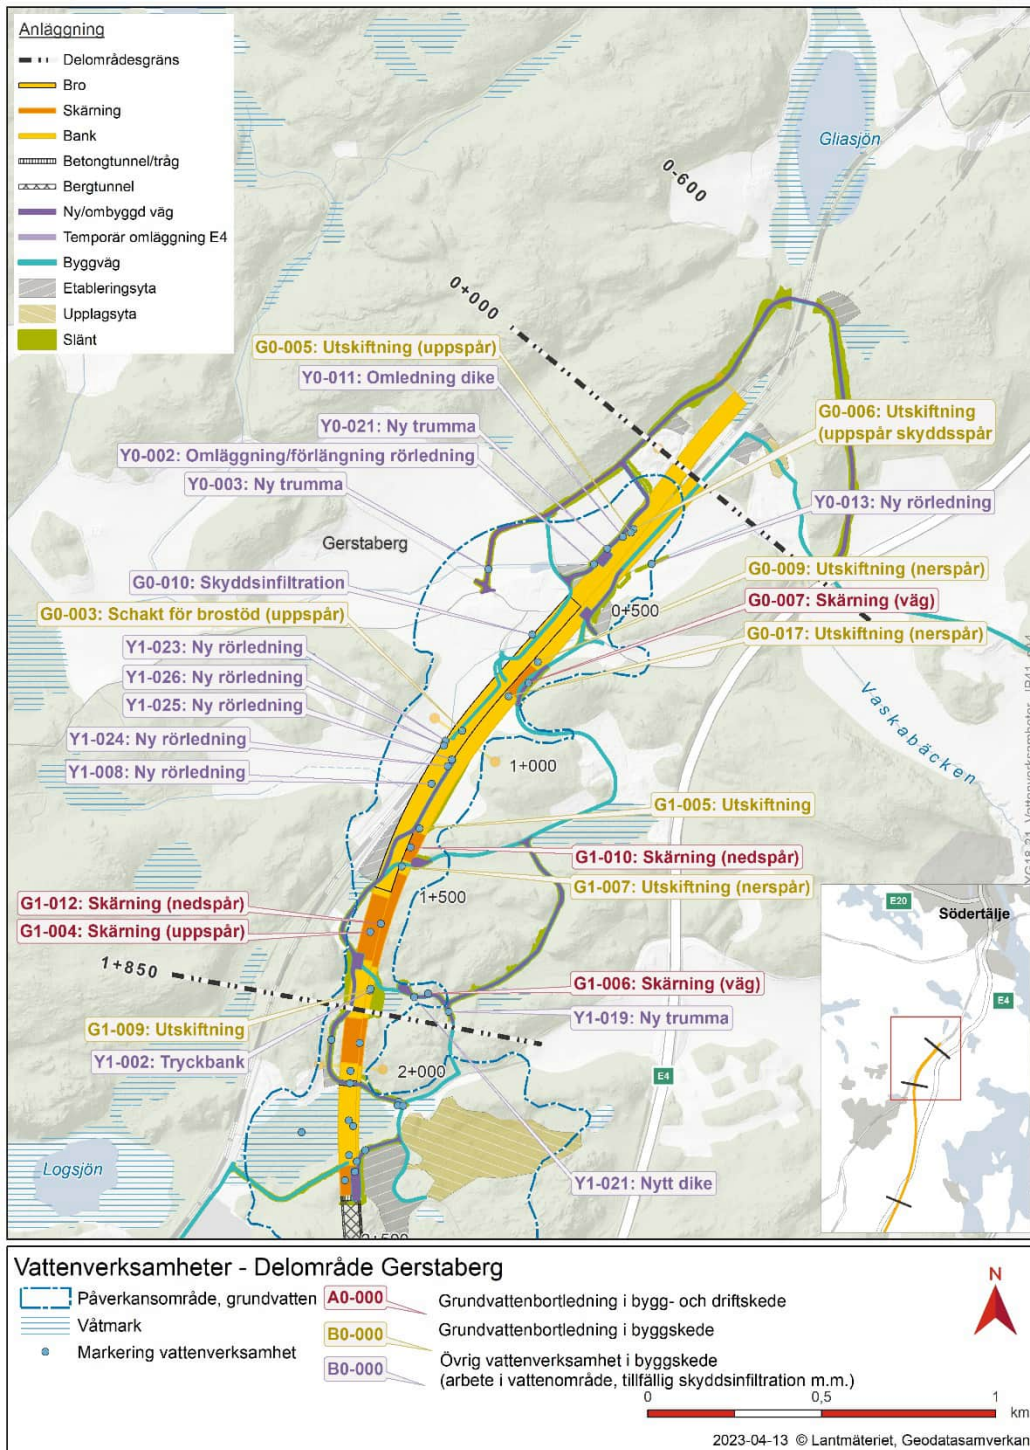 Anläggning
Delområdesgräns
Bro
Skärning
Bank
Betongtunnel/tråg
Bergtunnel
Ny/ombyggd väg
Temporär omläggning E4
Byggväg
Etableringsyta
Upplagsyta
Slänt
Gliasjön
0-600
0+000
G0-005: Utskiftning (uppspår)
Y0-011: Omledning dike
Y0-021: Ny trumma
Y0-002: Omläggning/förlängning rörledning
Y0-003: Ny trumma
G0-006: Utskiftning
(uppspår skyddsspår
Y0-013: Ny rörledning
Gerstaberg
G0-010: Skyddsinfiltration
G0-003: Schakt för brostöd (uppspår)
G0-009: Utskiftning (nerspår)
0+500
G0-007: Skärning (väg)
G0-017: Utskiftning (nerspår)
Y1-023: Ny rörledning
Y1-026: Ny rörledning
Y1-025: Ny rörledning
Y1-024: Ny rörledning
Y1-008: Ny rörledning
Vaskabäcken
1+000
G1-005: Utskiftning
G1-010: Skärning (nedspår)
G1-007: Utskiftning (nerspår)
1+500
G1-012: Skärning (nedspår)
G1-004: Skärning (uppspår)
1+850
G1-006: Skärning (väg)
Y1-019: Ny trumma
G1-009: Utskiftning
Y1-002: Tryckbank
2+000
E4
Logsjön
Y1-021: Nytt dike
E20
Södertälje
E4
Vattenverksamheter - Delområde Gerstaberg
Påverkansområde, grundvatten
Våtmark
Markering vattenverksamhet
A0-000
Grundvattenbortledning i bygg- och driftskede
B0-000
Grundvattenbortledning i byggskede
B0-000
Övrig vattenverksamhet i byggskede
(arbete i vattenområde, tillfällig skyddsinfiltration m.m.)
N
0 0,5 1
km
2023-04-13 © Lantmäteriet, Geodatasamverkan